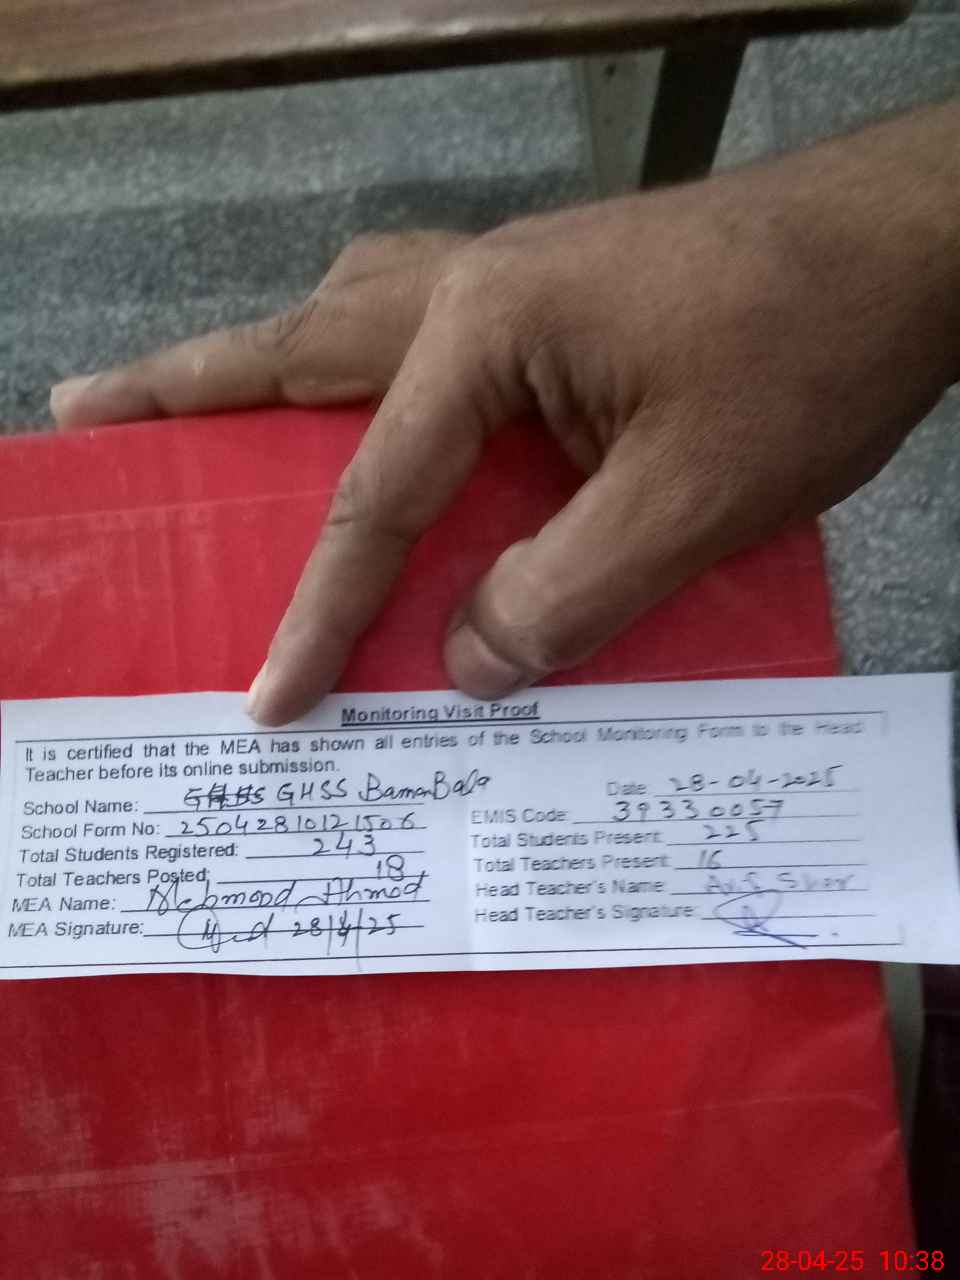 Monitoring Visit Proof
It is certified that the MEA has shown all entries of the School Monitoring Form to the Head
Teacher before its online submission.
School Name: GHSS BamanBala
Date: 28-04-2025
School Form No: 25042810121506
EMIS Code: 39330057
Total Students Registered: 243
Total Students Present: 225
Total Teachers Posted: 18
Total Teachers Present: 16
MEA Name: Mehmood Ahmad
Head Teacher's Name:
MEA Signature: 28/4/25
Head Teacher's Signature:
28-04-25 10:38